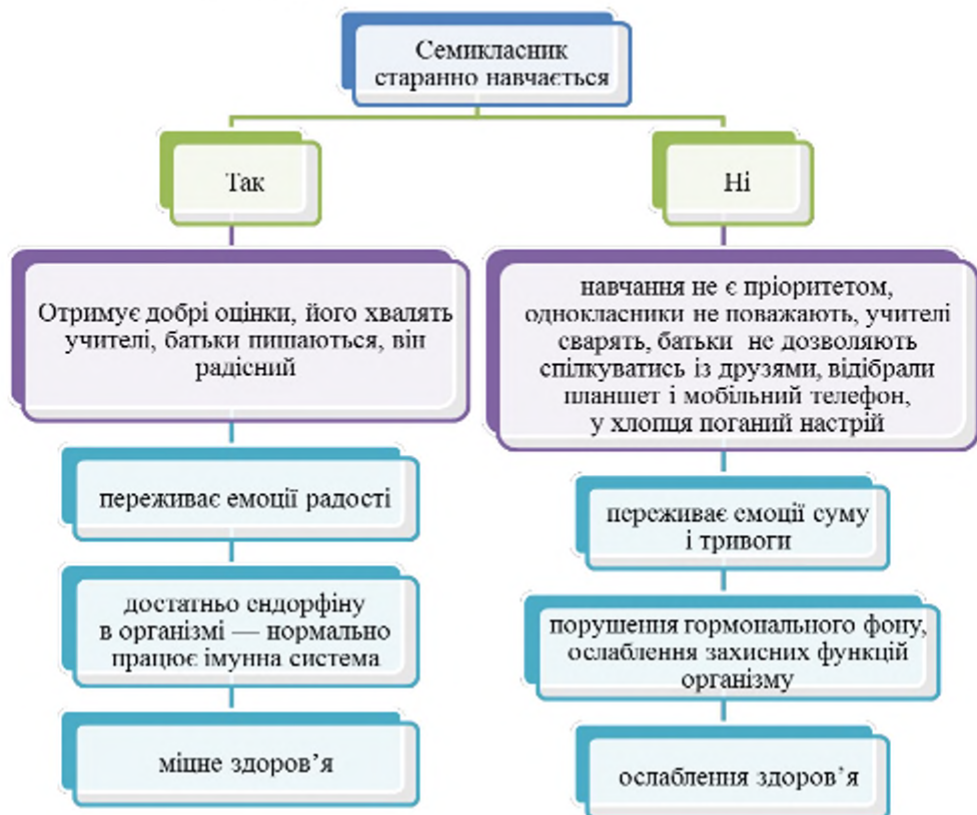 Семикласник
старанно навчається
Так
Ні
Отримує добрі оцінки, його хвалять
учителі, батьки пишаються, він
радісний
навчання не є пріоритетом,
однокласники не поважають, учителі
сварять, батьки не дозволяють
спілкуватись із друзями, відібрали
планшет і мобільний телефон,
у хлопця поганий настрій
переживає емоції радості
переживає емоції суму
і тривоги
достатньо ендорфіну
в організмі — нормально
працює імунна система
порушення гормонального фону,
ослаблення захисних функцій
організму
міцне здоров’я
ослаблення здоров’я